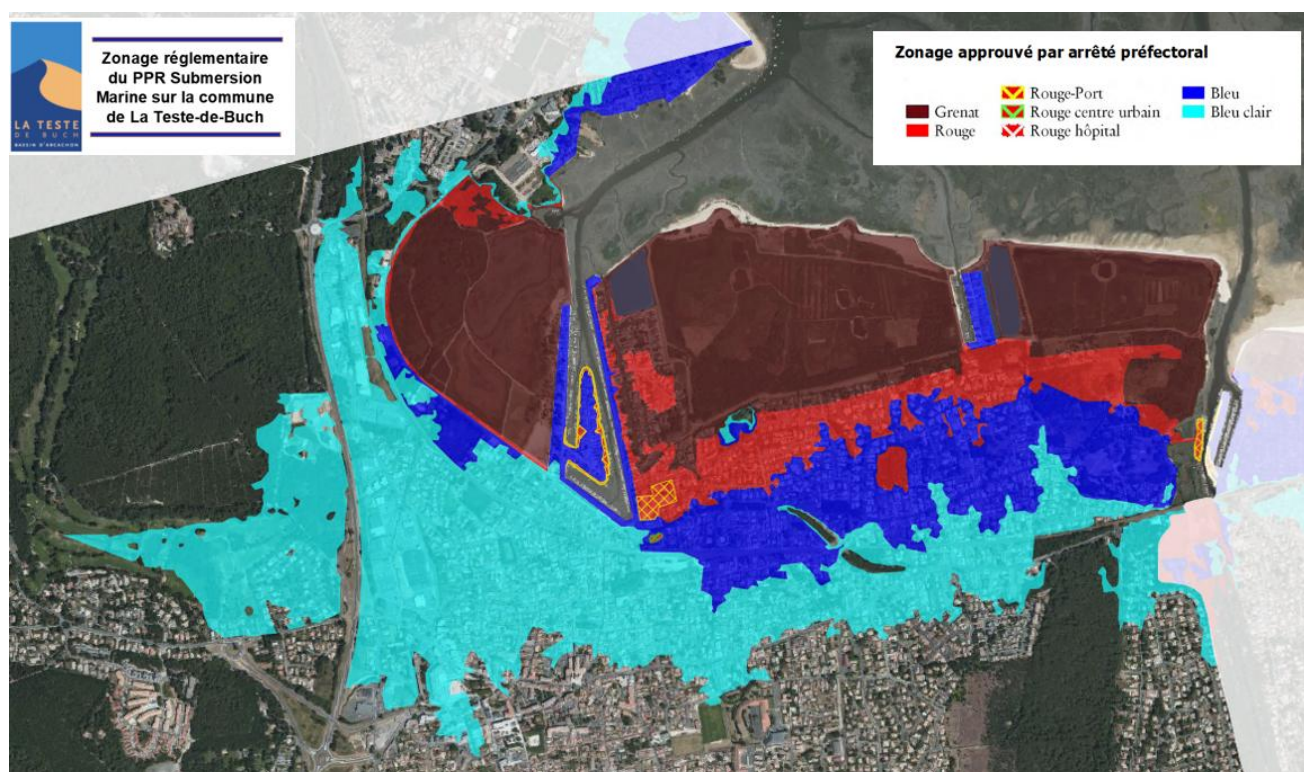 Zonage réglementaire
du PPR Submersion
Marine sur la commune
de La Teste-de-Buch
LA TESTE
DE BUCH
BASSIN D'ARCACHON
Zonage approuvé par arrêté préfectoral
Grenat
Rouge
Rouge-Port
Rouge centre urbain
Rouge hôpital
Bleu
Bleu clair